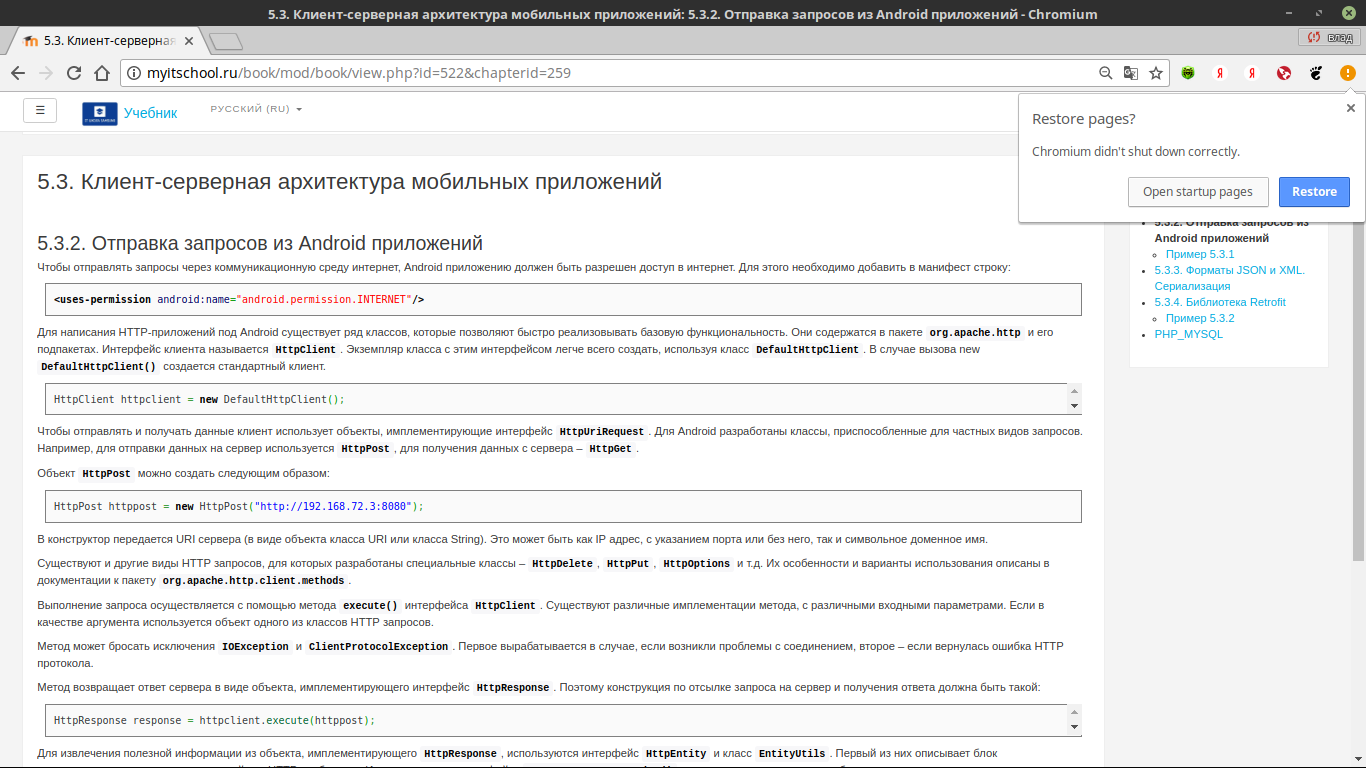 5.3. Клиент-серверная архитектура мобильных приложений: 5.3.2. Отправка запросов из Android приложений - Chromium
5.3. Клиент-серверная
влад
myitschool.ru/book/mod/book/view.php?id=522&chapterid=259
Учебник
РУССКИЙ (RU)
Restore pages?
Chromium didn't shut down correctly.
Open startup pages
Restore
5.3. Клиент-серверная архитектура мобильных приложений
5.3.2. Отправка запросов из Android приложений
Чтобы отправлять запросы через коммуникационную среду интернет, Android приложению должен быть разрешен доступ в интернет. Для этого необходимо добавить в манифест строку:
<uses-permission android:name="android.permission.INTERNET"/>
Для написания HTTP-приложений под Android существует ряд классов, которые позволяют быстро реализовывать базовую функциональность. Они содержатся в пакете org.apache.http и его
подпакетах. Интерфейс клиента называется HttpClient . Экземпляр класса с этим интерфейсом легче всего создать, используя класс DefaultHttpClient . В случае вызова new
DefaultHttpClient() создается стандартный клиент.
HttpClient httpclient = new DefaultHttpClient();
Чтобы отправлять и получать данные клиент использует объекты, имплементирующие интерфейс HttpUriRequest . Для Android разработаны классы, приспособленные для частных видов запросов.
Например, для отправки данных на сервер используется HttpPost , для получения данных с сервера – HttpGet .
Объект HttpPost можно создать следующим образом:
HttpPost httppost = new HttpPost("http://192.168.72.3:8080");
В конструктор передается URI сервера (в виде объекта класса URI или класса String). Это может быть как IP адрес, с указанием порта или без него, так и символьное доменное имя.
Существуют и другие виды HTTP запросов, для которых разработаны специальные классы – HttpDelete , HttpPut , HttpOptions и т.д. Их особенности и варианты использования описаны в
документации к пакету org.apache.http.client.methods .
Выполнение запроса осуществляется с помощью метода execute() интерфейса HttpClient . Существуют различные имплементации метода, с различными входными параметрами. Если в
качестве аргумента используется объект одного из классов HTTP запросов.
Метод может бросать исключения IOException и ClientProtocolException . Первое вырабатывается в случае, если возникли проблемы с соединением, второе – если вернулась ошибка HTTP
протокола.
Метод возвращает ответ сервера в виде объекта, имплементирующего интерфейс HttpResponse . Поэтому конструкция по отсылке запроса на сервер и получения ответа должна быть такой:
HttpResponse response = httpclient.execute(httppost);
Для извлечения полезной информации из объекта, имплементирующего HttpResponse , используются интерфейс HttpEntity и класс EntityUtils . Первый из них описывает блок
5.3.2. Отправка запросов из
Android приложений
Пример 5.3.1
5.3.3. Форматы JSON и XML.
Сериализация
5.3.4. Библиотека Retrofit
Пример 5.3.2
PHP_MYSQL